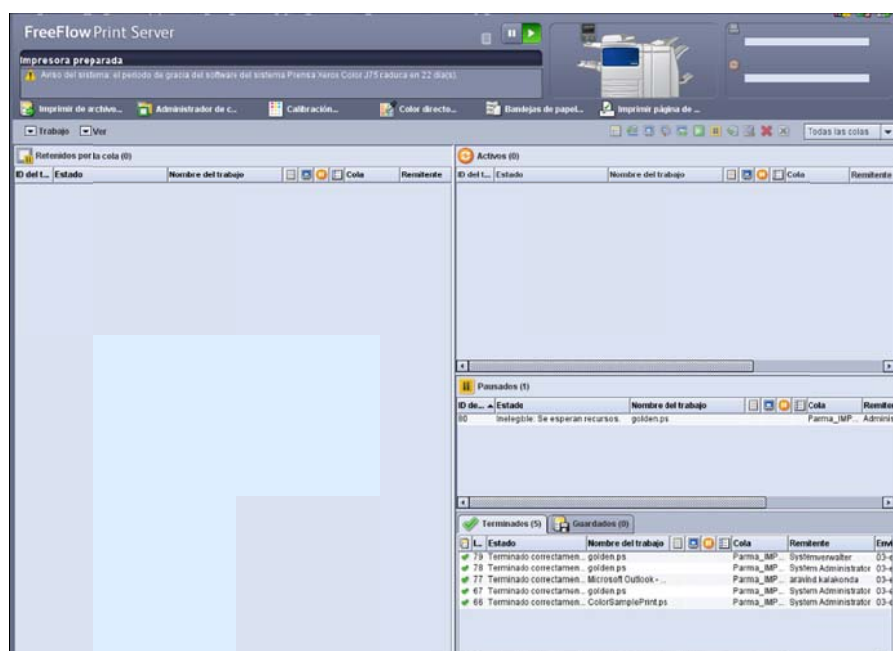 FreeFlow Print Server
Impresora preparada
Aviso del sistema: el período de gracia del software del sistema Prensa Xerox Color J75 caduca en 22 día(s).
Imprimir de archivo...
Administrador de c...
Calibración...
Color directo...
Bandejas de papel...
Imprimir página de ...
Trabajo
Ver
Todas las colas
Retenidos por la cola (0)
ID del t... Estado Nombre del trabajo Cola Remitente
Activos (0)
ID del t... Estado Nombre del trabajo Cola Remitente
Pausados (1)
ID de... Estado Nombre del trabajo Cola Remiten
80 Inelegible: Se esperan recursos. golden.ps Parma_IMP... Adminis
Terminados (5)
Guardados (0)
I... Estado Nombre del trabajo Cola Remitente Envi
79 Terminado correctamen... golden.ps Parma_IMP... Systemverwalter 03-e
78 Terminado correctamen... golden.ps Parma_IMP... System Administrator 03-e
77 Terminado correctamen... Microsoft Outlook - ... Parma_IMP... aravind.kalakonda 03-e
67 Terminado correctamen... golden.ps Parma_IMP... System Administrator 03-e
66 Terminado correctamen... ColorSamplePrint.ps Parma_IMP... System Administrator 03-e